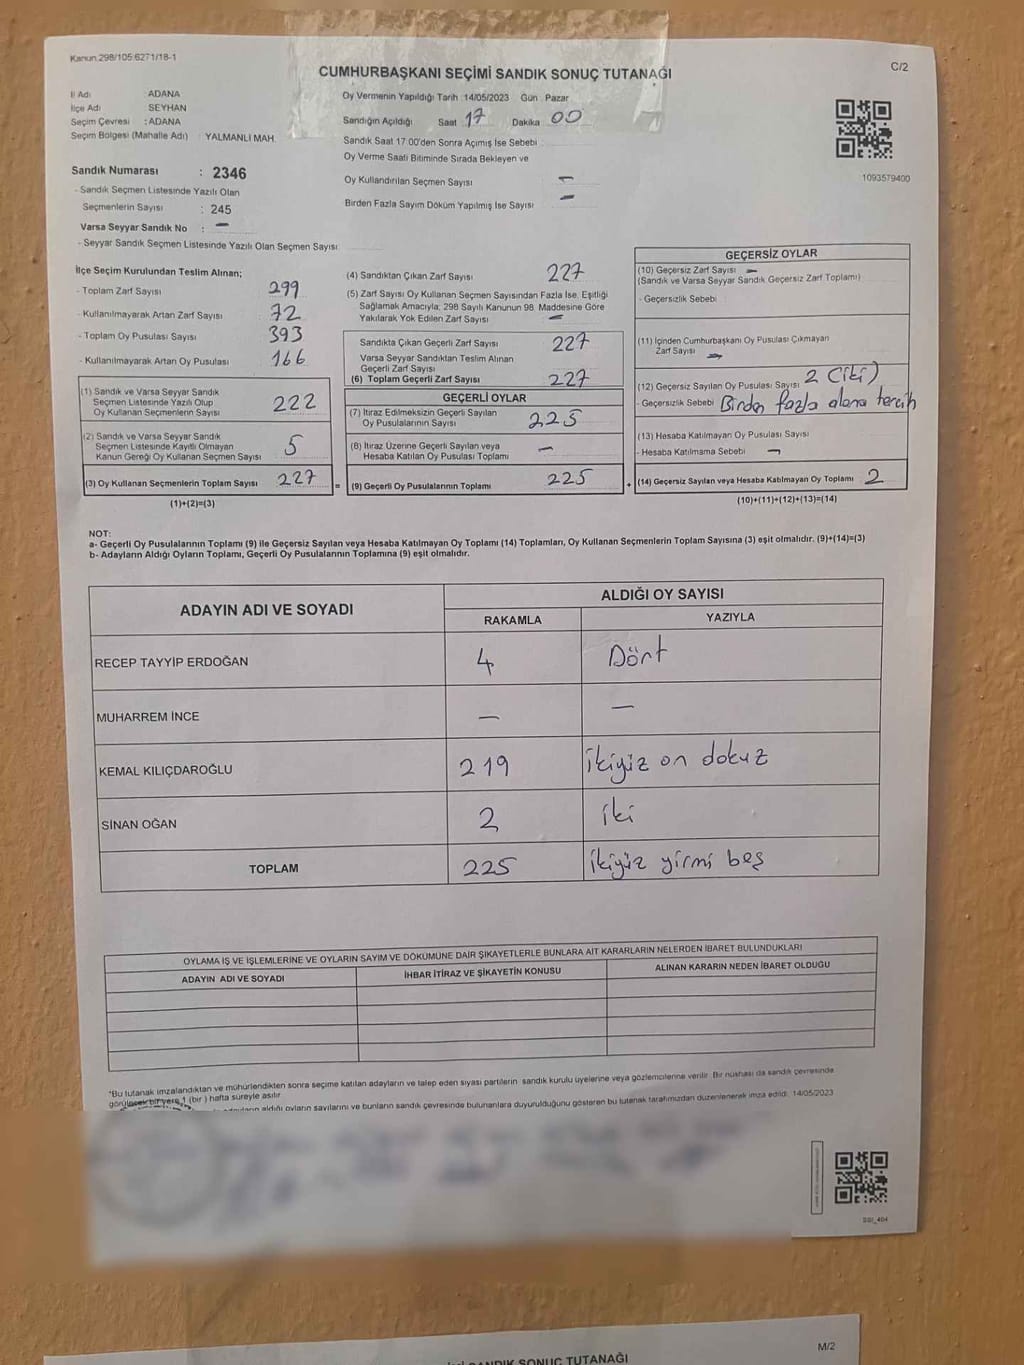 Kanun 298/105:6271/18-1
CUMHURBAŞKANI SEÇİMİ SANDIK SONUÇ TUTANAĞI
C/2
İl Adı ADANA
İlçe Adı SEYHAN
Seçim Çevresi : ADANA
Seçim Bölgesi (Mahalle Adı) YALMANLI MAH.
Oy Vermenin Yapıldığı Tarih : 14/05/2023 Gün : Pazar
Sandığın Açıldığı Saat 17 Dakika 00
Sandık Saat 17.00'den Sonra Açımış İse Sebebi
Oy Verme Saati Bitiminde Sırada Bekleyen ve
Oy Kullandırılan Seçmen Sayısı –
Birden Fazla Sayım Döküm Yapılmış İse Sayısı –
1093579400
Sandık Numarası : 2346
- Sandık Seçmen Listesinde Yazılı Olan
Seçmenlerin Sayısı : 245
Varsa Seyyar Sandık No : –
- Seyyar Sandık Seçmen Listesinde Yazılı Olan Seçmen Sayısı:
İlçe Seçim Kurulundan Teslim Alınan;
- Toplam Zarf Sayısı 299
- Kullanılmayarak Artan Zarf Sayısı 72
- Toplam Oy Pusulası Sayısı 393
- Kullanılmayarak Artan Oy Pusulası 166
(1) Sandık ve Varsa Seyyar Sandık
Seçmen Listesinde Yazılı Olup
Oy Kullanan Seçmenlerin Sayısı 222
(2) Sandık ve Varsa Seyyar Sandık
Seçmen Listesinde Kayıtlı Olmayan
Kanun Gereği Oy Kullanan Seçmen Sayısı 5
(3) Oy Kullanan Seçmenlerin Toplam Sayısı 227 =
(1)+(2)=(3)
(4) Sandıktan Çıkan Zarf Sayısı 227
(5) Zarf Sayısı Oy Kullanan Seçmen Sayısından Fazla İse, Eşitliği
Sağlamak Amacıyla, 298 Sayılı Kanunun 98. Maddesine Göre
Yakılarak Yok Edilen Zarf Sayısı –
Sandıkta Çıkan Geçerli Zarf Sayısı 227
Varsa Seyyar Sandıktan Teslim Alınan
Geçerli Zarf Sayısı
(6) Toplam Geçerli Zarf Sayısı 227
GEÇERLİ OYLAR
(7) İtiraz Edilmeksizin Geçerli Sayılan
Oy Pusulalarının Sayısı 225
(8) İtiraz Üzerine Geçerli Sayılan veya
Hesaba Katılan Oy Pusulası Toplamı –
(9) Geçerli Oy Pusulalarının Toplamı 225 +
GEÇERSİZ OYLAR
(10) Geçersiz Zarf Sayısı –
(Sandık ve Varsa Seyyar Sandık Geçersiz Zarf Toplamı)
- Geçersizlik Sebebi
(11) İçinden Cumhurbaşkanı Oy Pusulası Çıkmayan
Zarf Sayısı –
(12) Geçersiz Sayılan Oy Pusulası Sayısı 2 (iki)
- Geçersizlik Sebebi Birden fazla alana tercih
(13) Hesaba Katılmayan Oy Pusulası Sayısı
- Hesaba Katılmama Sebebi –
(14) Geçersiz Sayılan veya Hesaba Katılmayan Oy Toplamı 2
(10)+(11)+(12)+(13)=(14)
NOT:
a- Geçerli Oy Pusulalarının Toplamı (9) ile Geçersiz Sayılan veya Hesaba Katılmayan Oy Toplamı (14) Toplamları, Oy Kullanan Seçmenlerin Toplam Sayısına (3) eşit olmalıdır. (9)+(14)=(3)
b- Adayların Aldığı Oyların Toplamı, Geçerli Oy Pusulalarının Toplamına (9) eşit olmalıdır.
ADAYIN ADI VE SOYADI
ALDIĞI OY SAYISI
RAKAMLA YAZIYLA
RECEP TAYYİP ERDOĞAN 4 Dört
MUHARREM İNCE – –
KEMAL KILIÇDAROĞLU 219 ikiyüz on dokuz
SİNAN OĞAN 2 iki
TOPLAM 225 ikiyüz yirmi beş
OYLAMA İŞ VE İŞLEMLERİNE VE OYLARIN SAYIM VE DÖKÜMÜNE DAİR ŞİKAYETLERLE BUNLARA AİT KARARLARIN NELERDEN İBARET BULUNDUKLARI
ADAYIN ADI VE SOYADI İHBAR İTİRAZ VE ŞİKAYETİN KONUSU ALINAN KARARIN NEDEN İBARET OLDUĞU
*Bu tutanak imzalandıktan ve mühürlendikten sonra seçime katılan adayların ve talep eden siyasi partilerin sandık kurulu üyelerine veya gözlemcilerine verilir. Bir nüshası da sandık çevresinde
görülecek bir yere 1 (bir) hafta süreyle asılır
aldığı oyların sayılarını ve bunların sandık çevresinde bulunanlara duyurulduğunu gösteren bu tutanak tarafımızdan düzenlenerek imza edildi. 14/05/2023
M/2
SANDIK SONUÇ TUTANAĞI